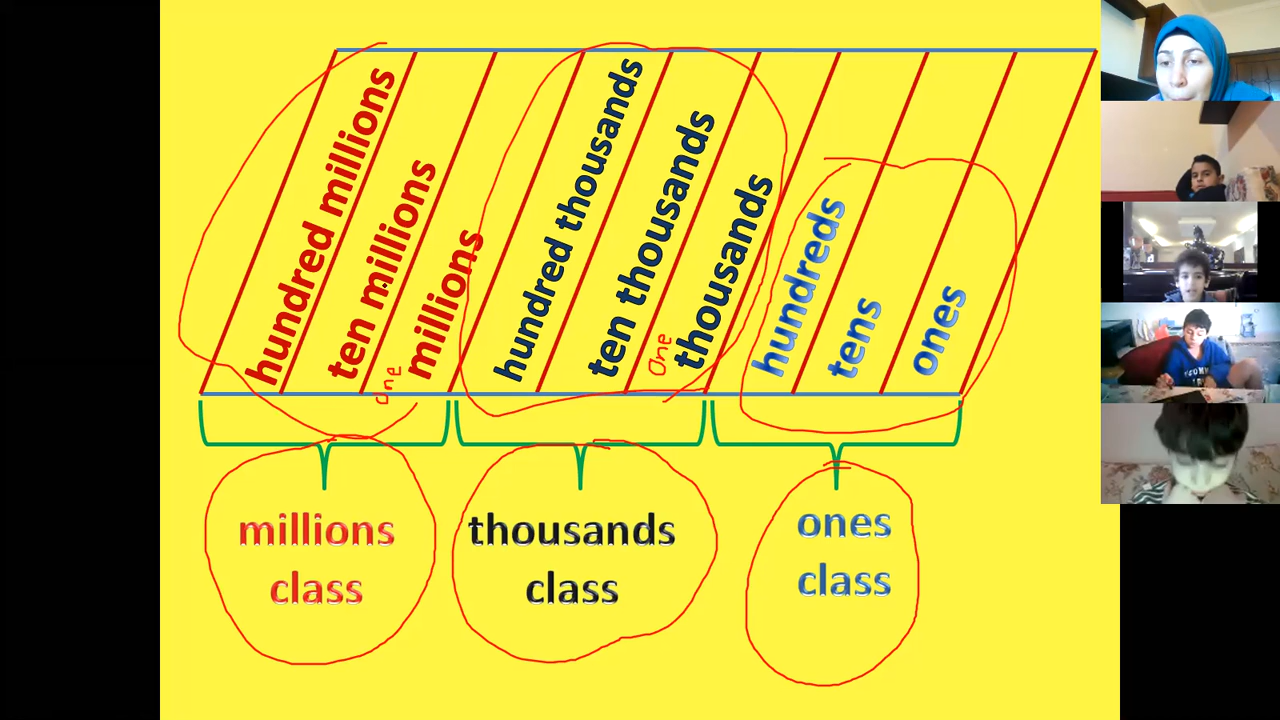 hundred millions
ten millions
one millions
hundred thousands
ten thousands
one thousands
hundreds
tens
ones
millions
class
thousands
class
ones
class